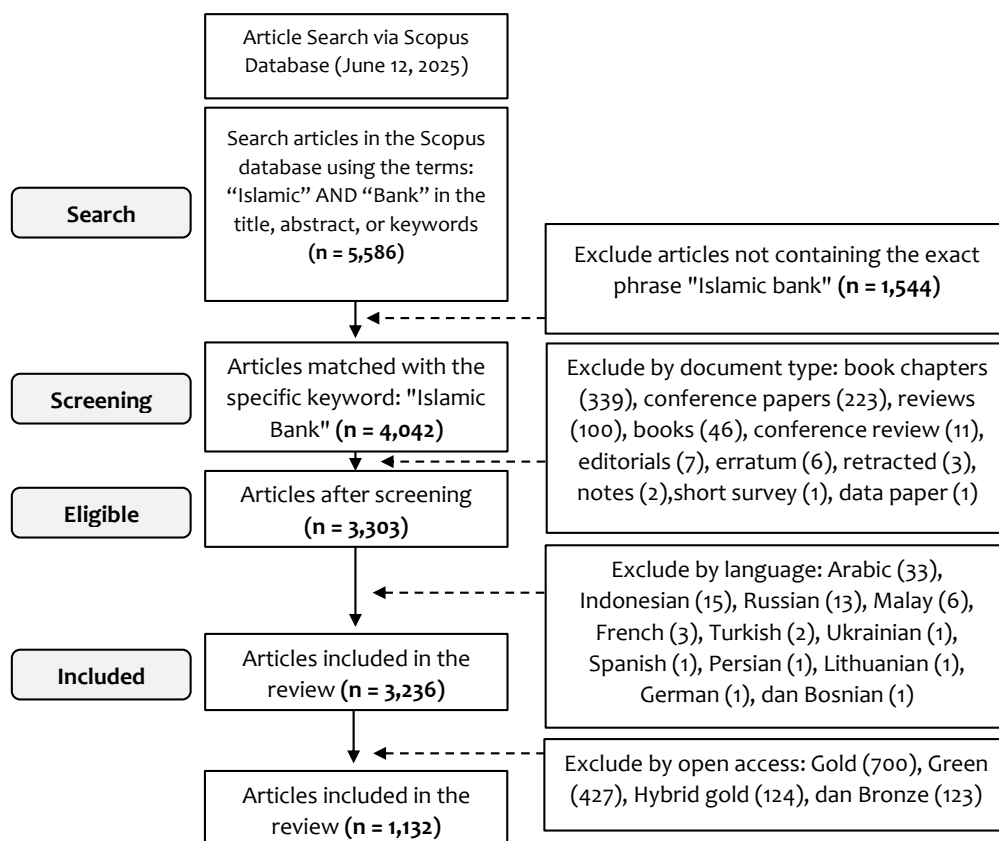 Article Search via Scopus
Database (June 12, 2025)
Search articles in the Scopus
database using the terms:
“Islamic” AND “Bank” in the
title, abstract, or keywords
(n = 5,586)
Search
Exclude articles not containing the exact
phrase "Islamic bank" (n = 1,544)
Screening
Articles matched with the
specific keyword: "Islamic
Bank" (n = 4,042)
Exclude by document type: book chapters
(339), conference papers (223), reviews
(100), books (46), conference review (11),
editorials (7), erratum (6), retracted (3),
notes (2),short survey (1), data paper (1)
Eligible
Articles after screening
(n = 3,303)
Exclude by language: Arabic (33),
Indonesian (15), Russian (13), Malay (6),
French (3), Turkish (2), Ukrainian (1),
Spanish (1), Persian (1), Lithuanian (1),
German (1), dan Bosnian (1)
Included
Articles included in the
review (n = 3,236)
Exclude by open access: Gold (700), Green
(427), Hybrid gold (124), dan Bronze (123)
Articles included in the
review (n = 1,132)